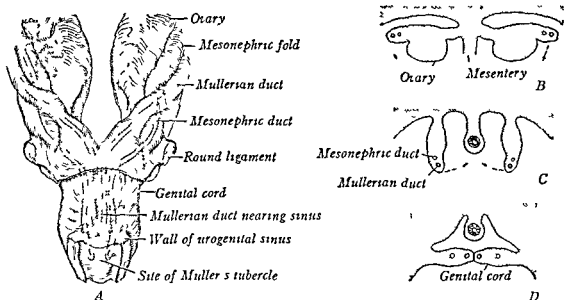 Ovary
Mesonephric fold
Mullerian duct
Mesonephric duct
Round ligament
Genital cord
Mullerian duct nearing sinus
Wall of urogenital sinus
Site of Muller s tubercle
A
Ovary
Mesentery
B
Mesonephric duct
Mullerian duct
C
Genital cord
D